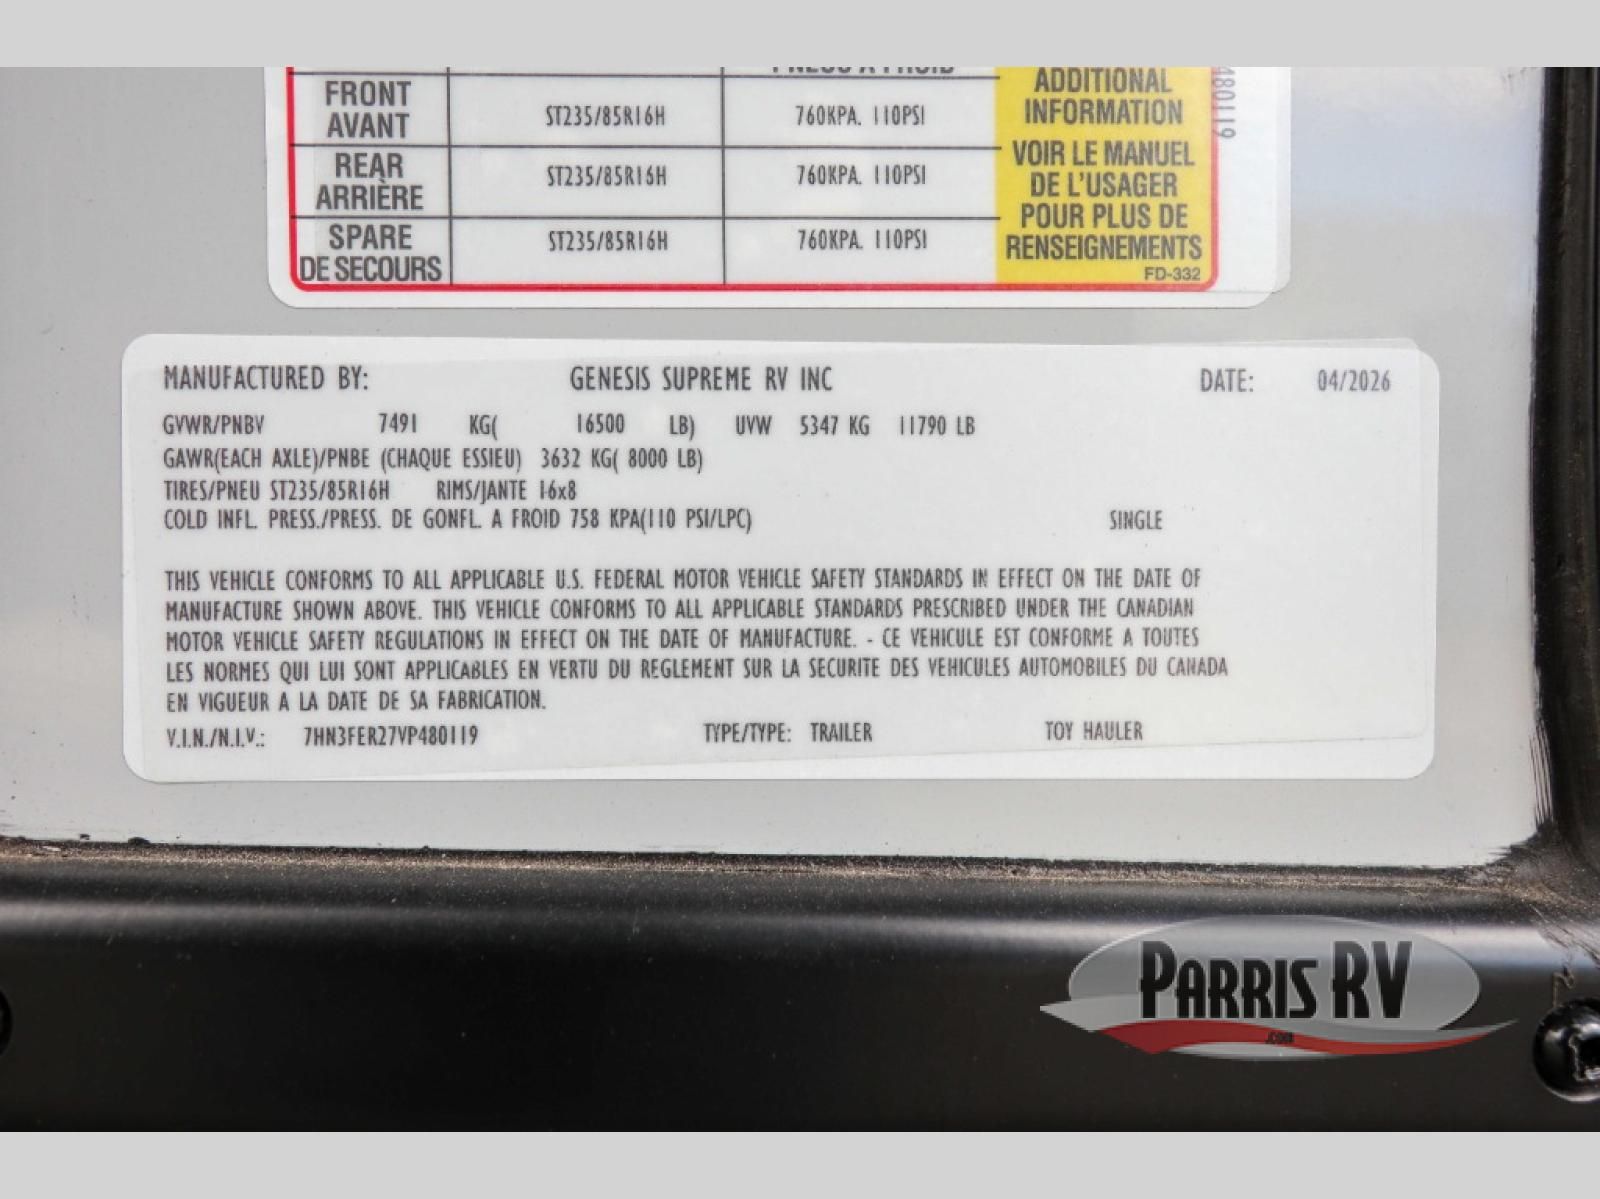 FRONT
AVANT
ST235/85R16H
760KPA. 110PSI
REAR
ARRIÈRE
ST235/85R16H
760KPA. 110PSI
SPARE
DE SECOURS
ST235/85R16H
760KPA. 110PSI
ADDITIONAL
INFORMATION
VOIR LE MANUEL
DE L'USAGER
POUR PLUS DE
RENSEIGNEMENTS
FD-332
480119
MANUFACTURED BY: GENESIS SUPREME RV INC DATE: 04/2026
GVWR/PNBV 7491 KG( 16500 LB) UVW 5347 KG 11790 LB
GAWR(EACH AXLE)/PNBE (CHAQUE ESSIEU) 3632 KG( 8000 LB)
TIRES/PNEU ST235/85R16H RIMS/JANTE 16x8
COLD INFL. PRESS./PRESS. DE GONFL. A FROID 758 KPA(110 PSI/LPC) SINGLE
THIS VEHICLE CONFORMS TO ALL APPLICABLE U.S. FEDERAL MOTOR VEHICLE SAFETY STANDARDS IN EFFECT ON THE DATE OF
MANUFACTURE SHOWN ABOVE. THIS VEHICLE CONFORMS TO ALL APPLICABLE STANDARDS PRESCRIBED UNDER THE CANADIAN
MOTOR VEHICLE SAFETY REGULATIONS IN EFFECT ON THE DATE OF MANUFACTURE. - CE VEHICULE EST CONFORME A TOUTES
LES NORMES QUI LUI SONT APPLICABLES EN VERTU DU REGLEMENT SUR LA SECURITE DES VEHICULES AUTOMOBILES DU CANADA
EN VIGUEUR A LA DATE DE SA FABRICATION.
V.I.N./N.I.V.: 7HN3FER27VP480119 TYPE/TYPE: TRAILER TOY HAULER
PARRIS RV
.COM